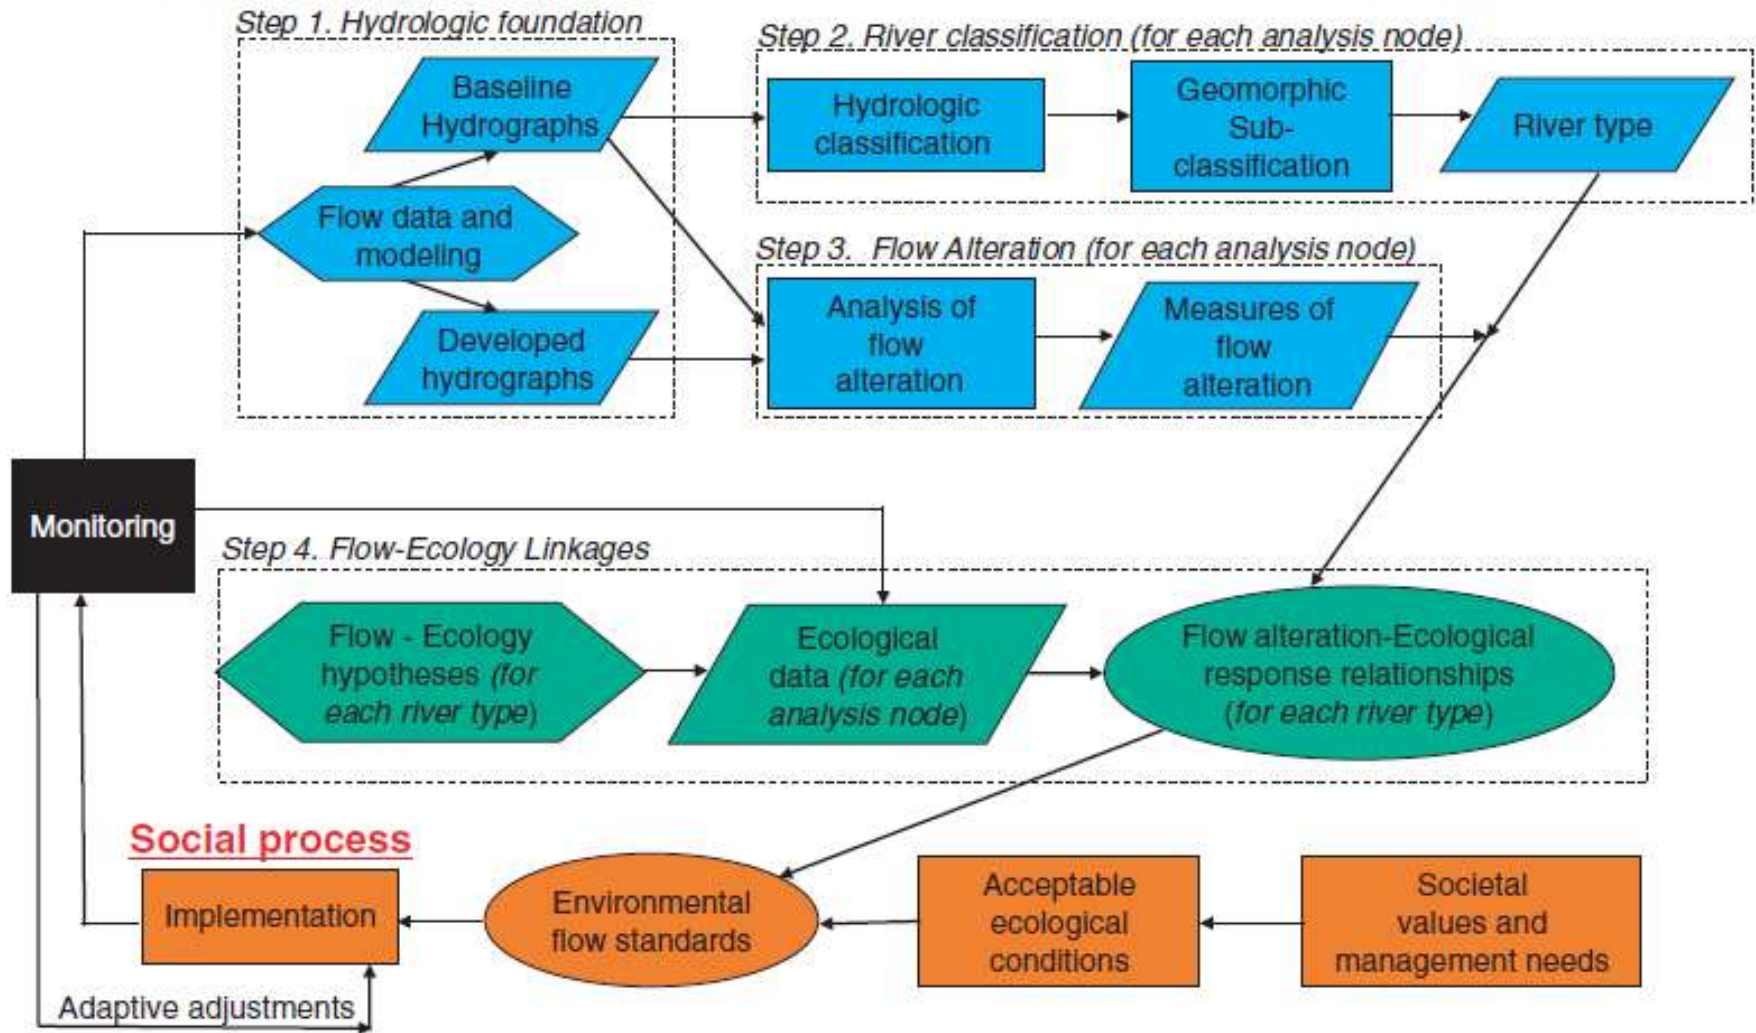 Step 1. Hydrologic foundation
Baseline
Hydrographs
Flow data and
modeling
Developed
hydrographs
Step 2. River classification (for each analysis node)
Hydrologic
classification
Geomorphic
Sub-
classification
River type
Step 3. Flow Alteration (for each analysis node)
Analysis of
flow
alteration
Measures of
flow
alteration
Monitoring
Step 4. Flow-Ecology Linkages
Flow - Ecology
hypotheses (for
each river type)
Ecological
data (for each
analysis node)
Flow alteration-Ecological
response relationships
(for each river type)
Social process
Implementation
Environmental
flow standards
Acceptable
ecological
conditions
Societal
values and
management needs
Adaptive adjustments